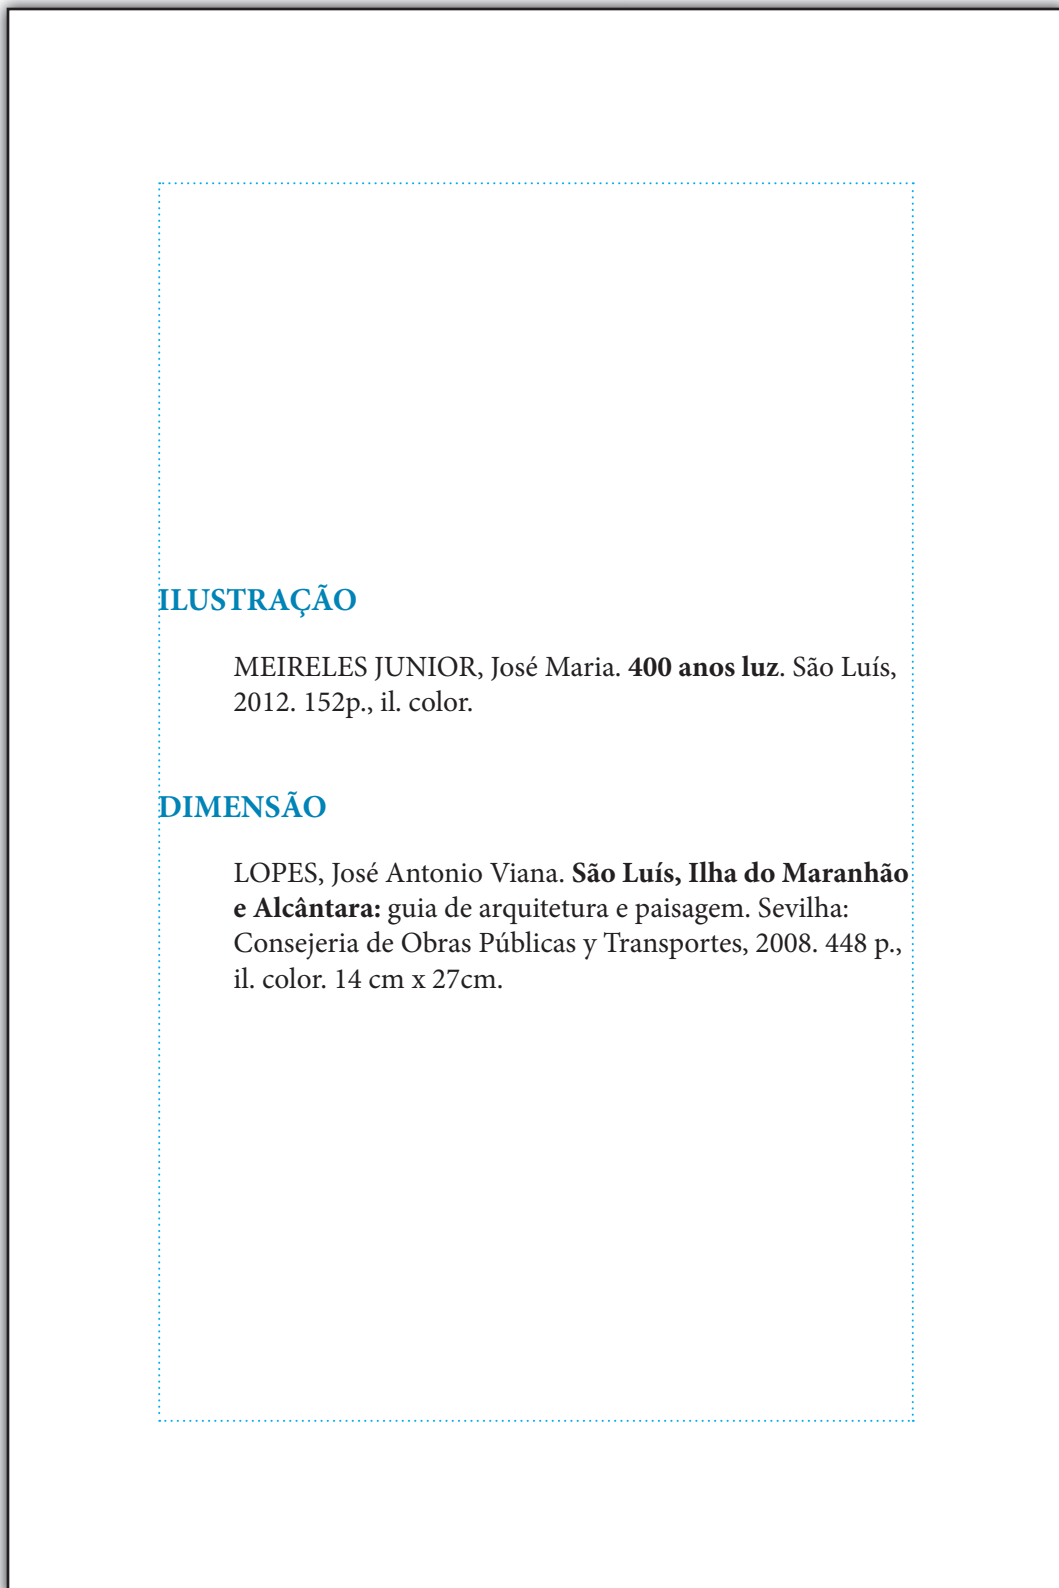 ILUSTRAÇÃO
MEIRELES JUNIOR, José Maria. 400 anos luz. São Luís,
2012. 152p., il. color.
DIMENSÃO
LOPES, José Antonio Viana. São Luís, Ilha do Maranhão
e Alcântara: guia de arquitetura e paisagem. Sevilha:
Consejeria de Obras Públicas y Transportes, 2008. 448 p.,
il. color. 14 cm x 27cm.